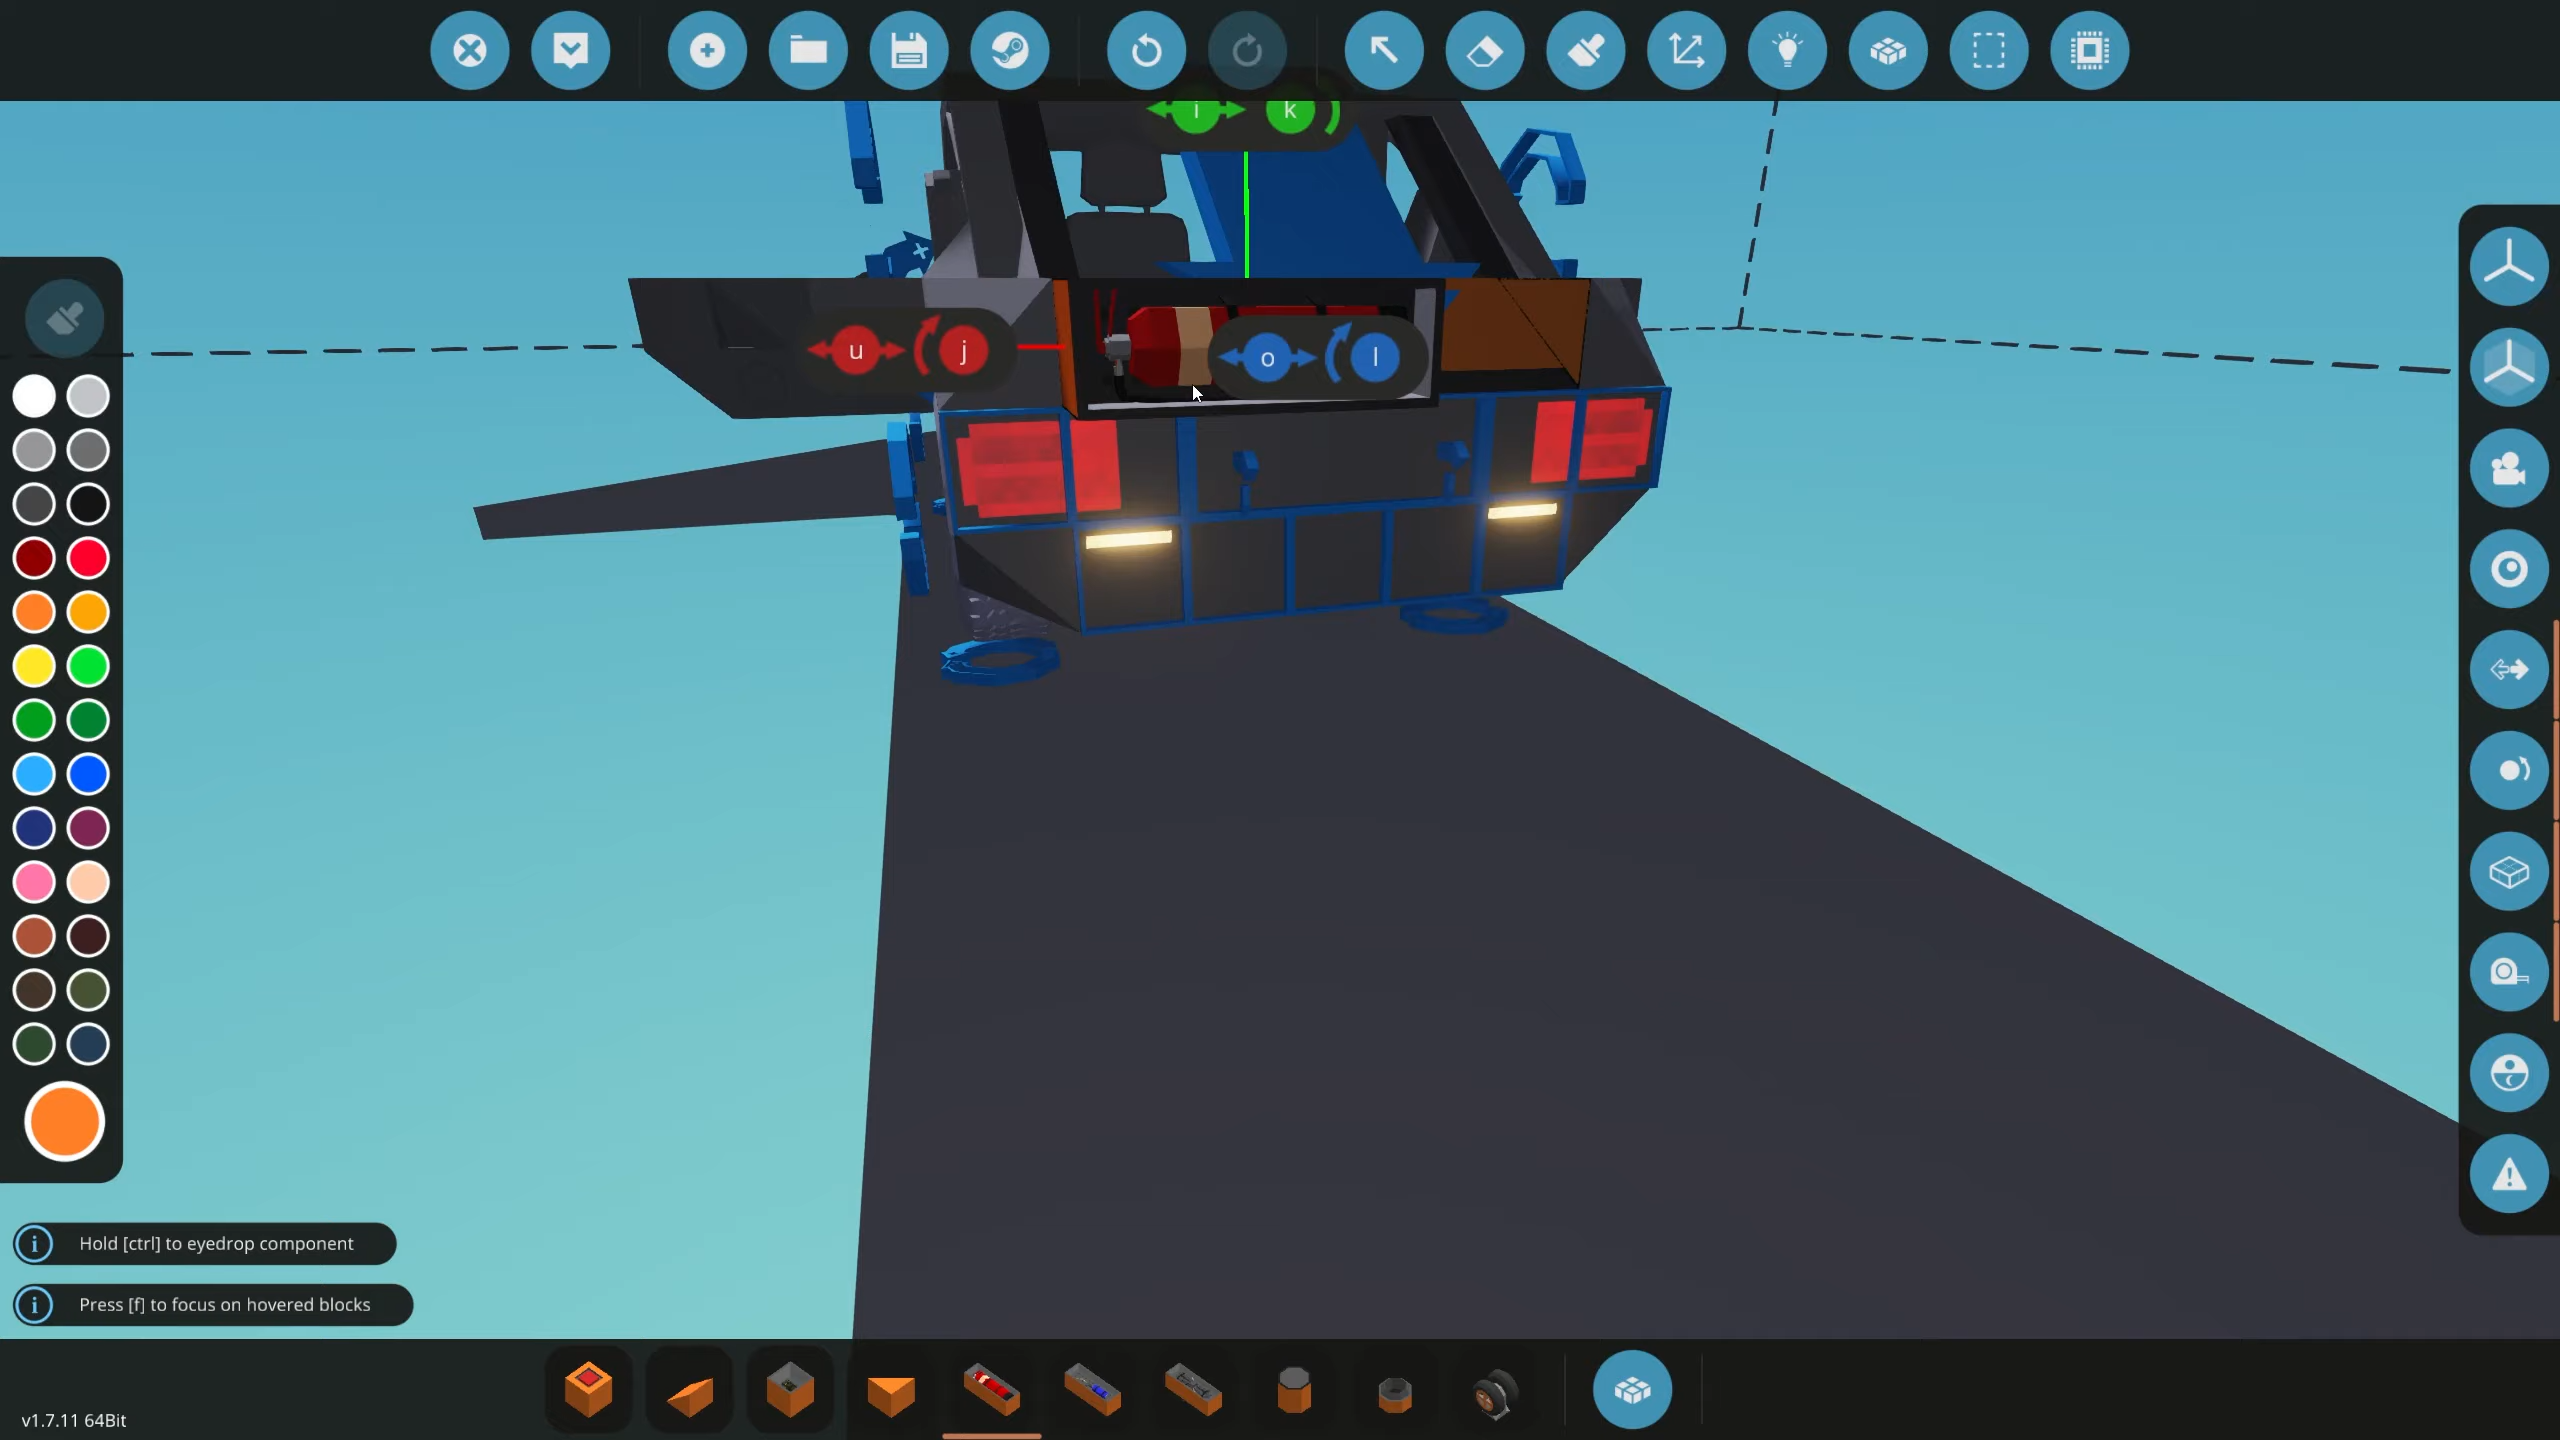 i k
u j
o l
Hold [ctrl] to eyedrop component
Press [f] to focus on hovered blocks
v1.7.11 64Bit